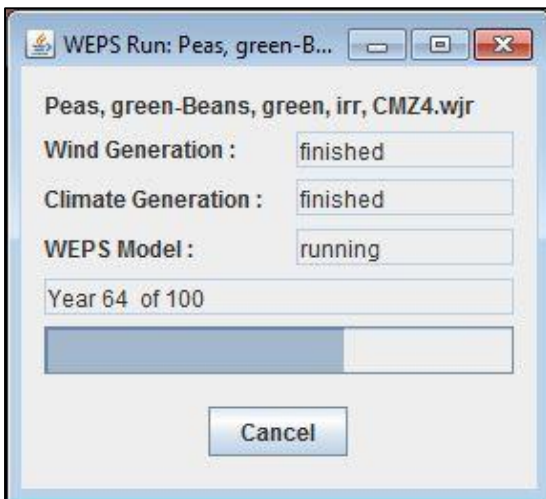 WEPS Run: Peas, green-B...
Peas, green-Beans, green, irr, CMZ4.wjr
Wind Generation : finished
Climate Generation : finished
WEPS Model : running
Year 64 of 100
Cancel